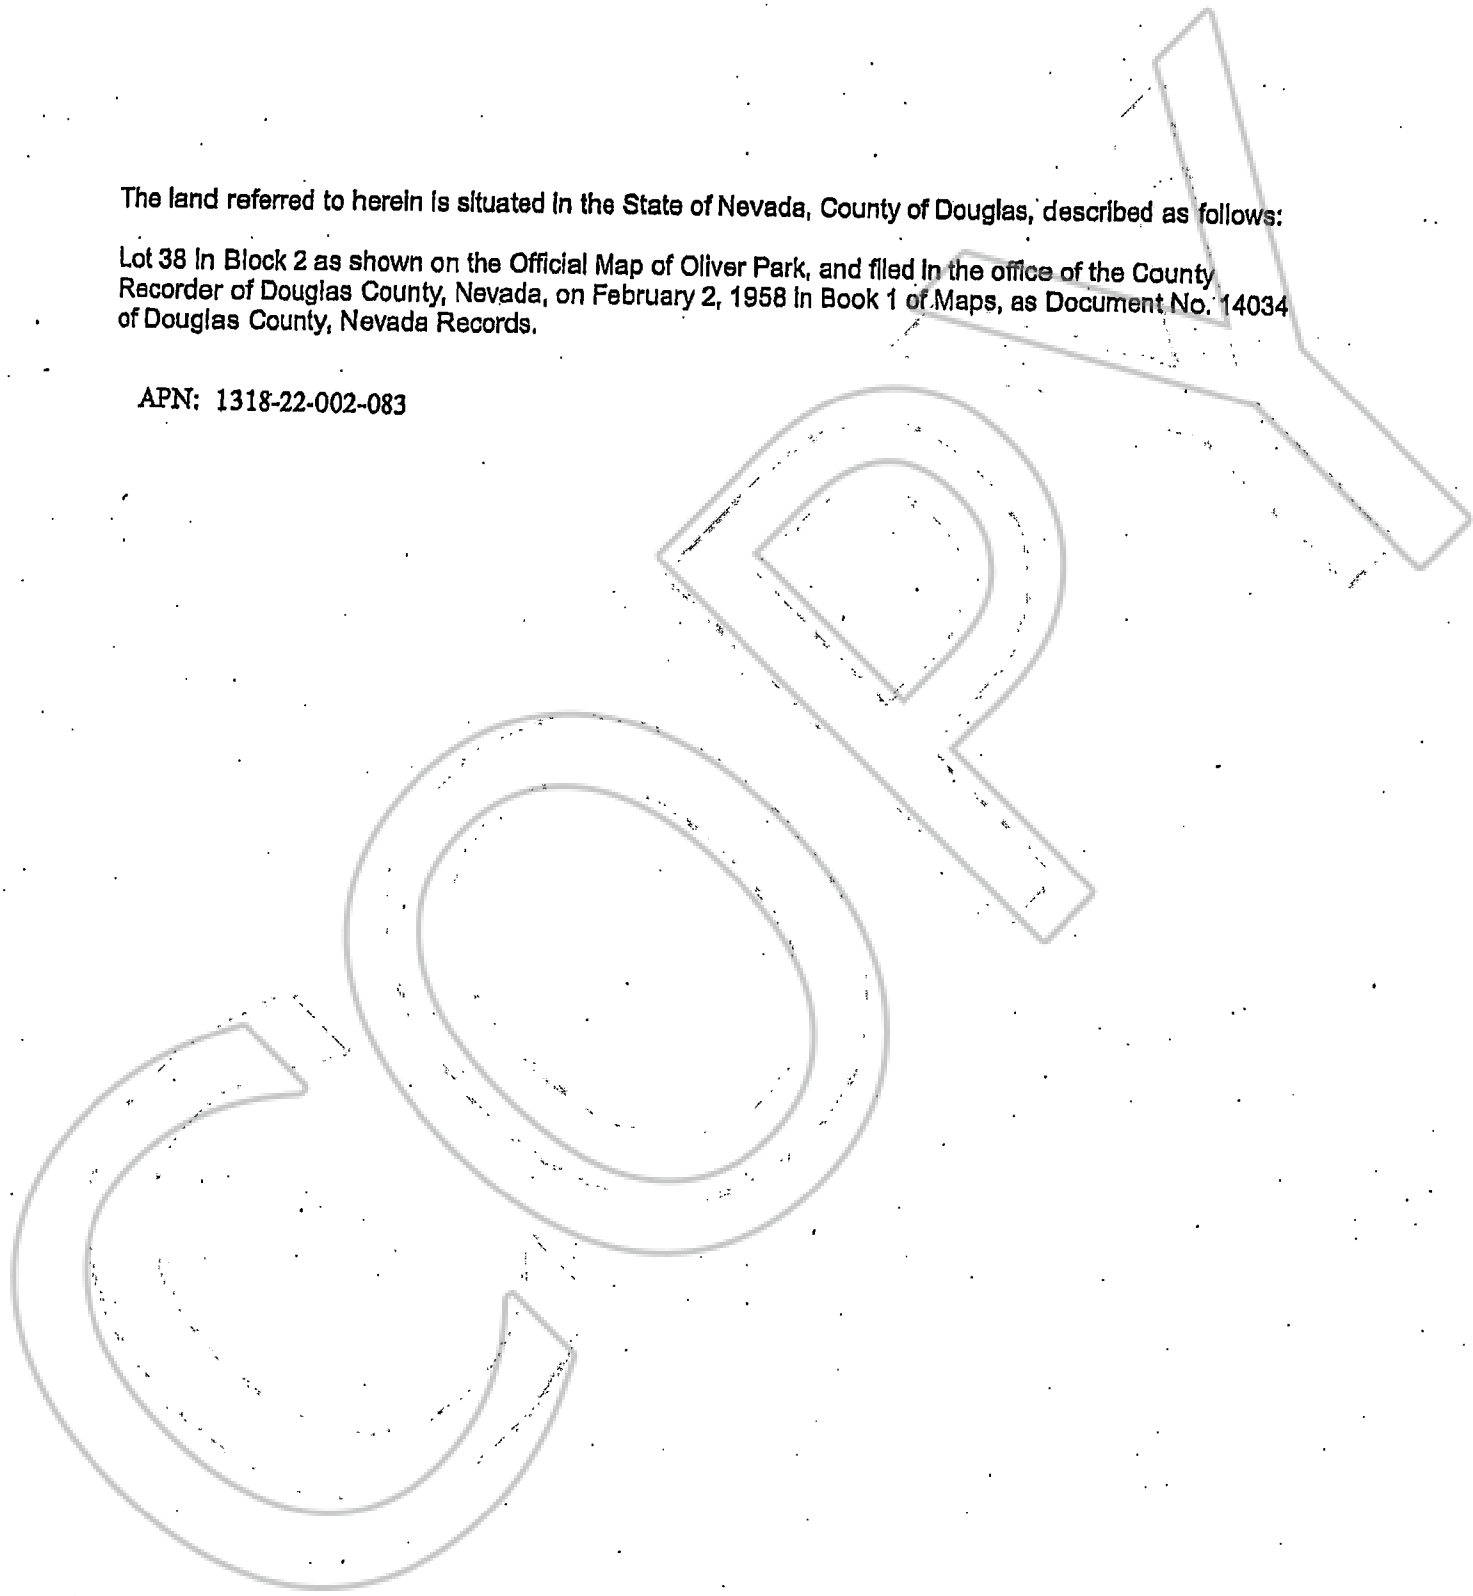 The land referred to herein is situated in the State of Nevada, County of Douglas, described as follows:
Lot 38 in Block 2 as shown on the Official Map of Oliver Park, and filed in the office of the County
Recorder of Douglas County, Nevada, on February 2, 1958 in Book 1 of Maps, as Document No. 14034
of Douglas County, Nevada Records.
APN: 1318-22-002-083
COPY